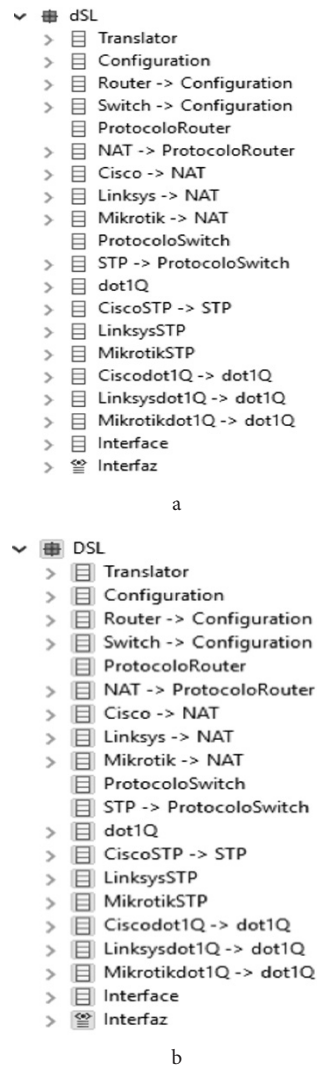 dSL
Translator
Configuration
Router -> Configuration
Switch -> Configuration
ProtocoloRouter
NAT -> ProtocoloRouter
Cisco -> NAT
Linksys -> NAT
Mikrotik -> NAT
ProtocoloSwitch
STP -> ProtocoloSwitch
dot1Q
CiscoSTP -> STP
LinksysSTP
MikrotikSTP
Ciscodot1Q -> dot1Q
Linksysdot1Q -> dot1Q
Mikrotikdot1Q -> dot1Q
Interface
Interfaz
a
DSL
Translator
Configuration
Router -> Configuration
Switch -> Configuration
ProtocoloRouter
NAT -> ProtocoloRouter
Cisco -> NAT
Linksys -> NAT
Mikrotik -> NAT
ProtocoloSwitch
STP -> ProtocoloSwitch
dot1Q
CiscoSTP -> STP
LinksysSTP
MikrotikSTP
Ciscodot1Q -> dot1Q
Linksysdot1Q -> dot1Q
Mikrotikdot1Q -> dot1Q
Interface
Interfaz
b